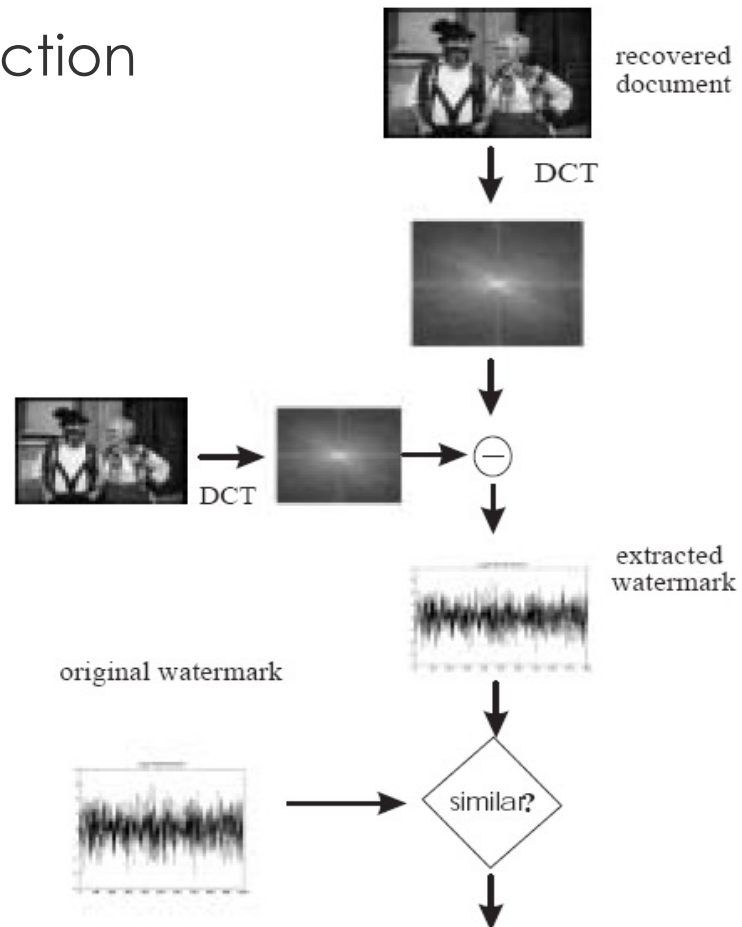 ction
recovered
document
DCT
DCT
extracted
watermark
original watermark
similar?